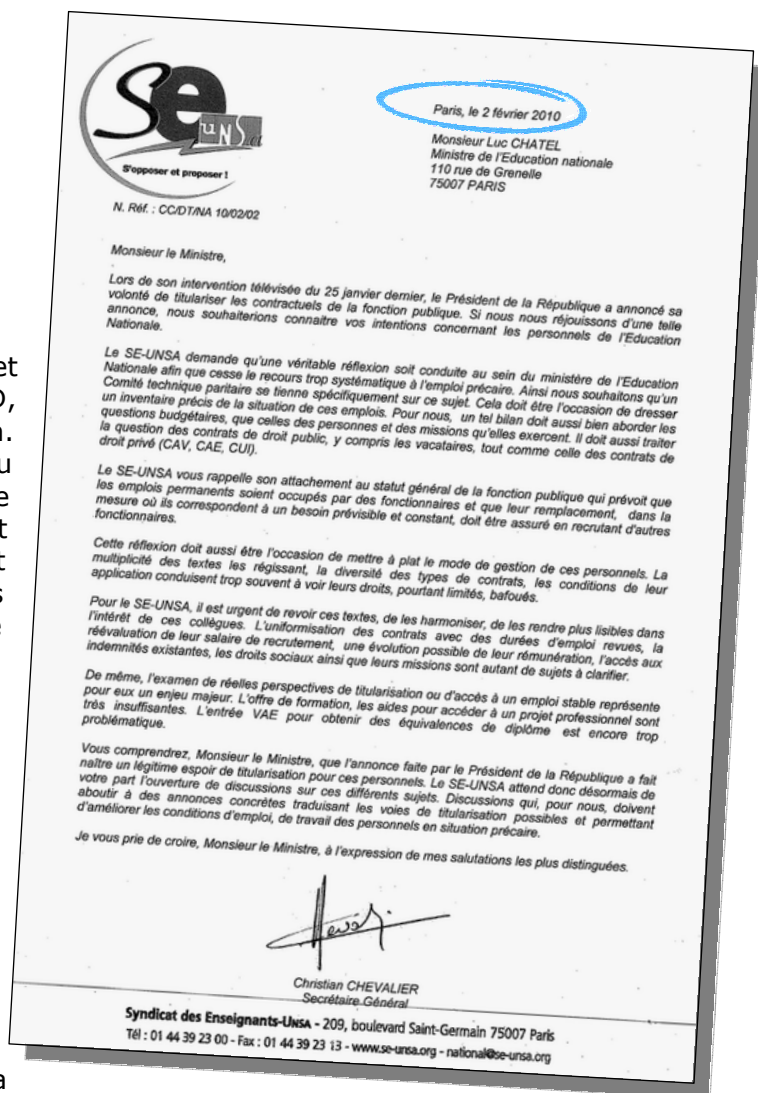 Se
UNSA
S'opposer et proposer !
N. Réf. : CC/DT/NA 10/02/02
Paris, le 2 février 2010
Monsieur Luc CHATEL
Ministre de l'Education nationale
110 rue de Grenelle
75007 PARIS
Monsieur le Ministre,
Lors de son intervention télévisée du 25 janvier dernier, le Président de la République a annoncé sa
volonté de titulariser les contractuels de la fonction publique. Si nous nous réjouissons d'une telle
annonce, nous souhaiterions connaitre vos intentions concernant les personnels de l'Education
Nationale.
Le SE-UNSA demande qu'une véritable réflexion soit conduite au sein du ministère de l'Education
Nationale afin que cesse le recours trop systématique à l'emploi précaire. Ainsi nous souhaitons qu'un
Comité technique paritaire se tienne spécifiquement sur ce sujet. Cela doit être l'occasion de dresser
un inventaire précis de la situation de ces emplois. Pour nous, un tel bilan doit aussi bien aborder les
questions budgétaires, que celles des personnes et des missions qu'elles exercent. Il doit aussi traiter
la question des contrats de droit public, y compris les vacataires, tout comme celle des contrats de
droit privé (CAV, CAE, CUI).
Le SE-UNSA vous rappelle son attachement au statut général de la fonction publique qui prévoit que
les emplois permanents soient occupés par des fonctionnaires et que leur remplacement, dans la
mesure où ils correspondent à un besoin prévisible et constant, doit être assuré en recrutant d'autres
fonctionnaires.
Cette réflexion doit aussi être l'occasion de mettre à plat le mode de gestion de ces personnels. La
multiplicité des textes les régissant, la diversité des types de contrats, les conditions de leur
application conduisent trop souvent à voir leurs droits, pourtant limités, bafoués.
Pour le SE-UNSA, il est urgent de revoir ces textes, de les harmoniser, de les rendre plus lisibles dans
l'intérêt de ces collègues. L'uniformisation des contrats avec des durées d'emploi revues, la
réévaluation de leur salaire de recrutement, une évolution possible de leur rémunération, l'accès aux
indemnités existantes, les droits sociaux ainsi que leurs missions sont autant de sujets à clarifier.
De même, l'examen de réelles perspectives de titularisation ou d'accès à un emploi stable représente
pour eux un enjeu majeur. L'offre de formation, les aides pour accéder à un projet professionnel sont
très insuffisantes. L'entrée VAE pour obtenir des équivalences de diplôme est encore trop
problématique.
Vous comprendrez, Monsieur le Ministre, que l'annonce faite par le Président de la République a fait
naître un légitime espoir de titularisation pour ces personnels. Le SE-UNSA attend donc désormais de
votre part l'ouverture de discussions sur ces différents sujets. Discussions qui, pour nous, doivent
aboutir à des annonces concrètes traduisant les voies de titularisation possibles et permettant
d'améliorer les conditions d'emploi, de travail des personnels en situation précaire.
Je vous prie de croire, Monsieur le Ministre, à l'expression de mes salutations les plus distinguées.
Christian CHEVALIER
Secrétaire Général
Syndicat des Enseignants-UNSA - 209, boulevard Saint-Germain 75007 Paris
Tél : 01 44 39 23 00 - Fax : 01 44 39 23 13 - www.se-unsa.org - national@se-unsa.org